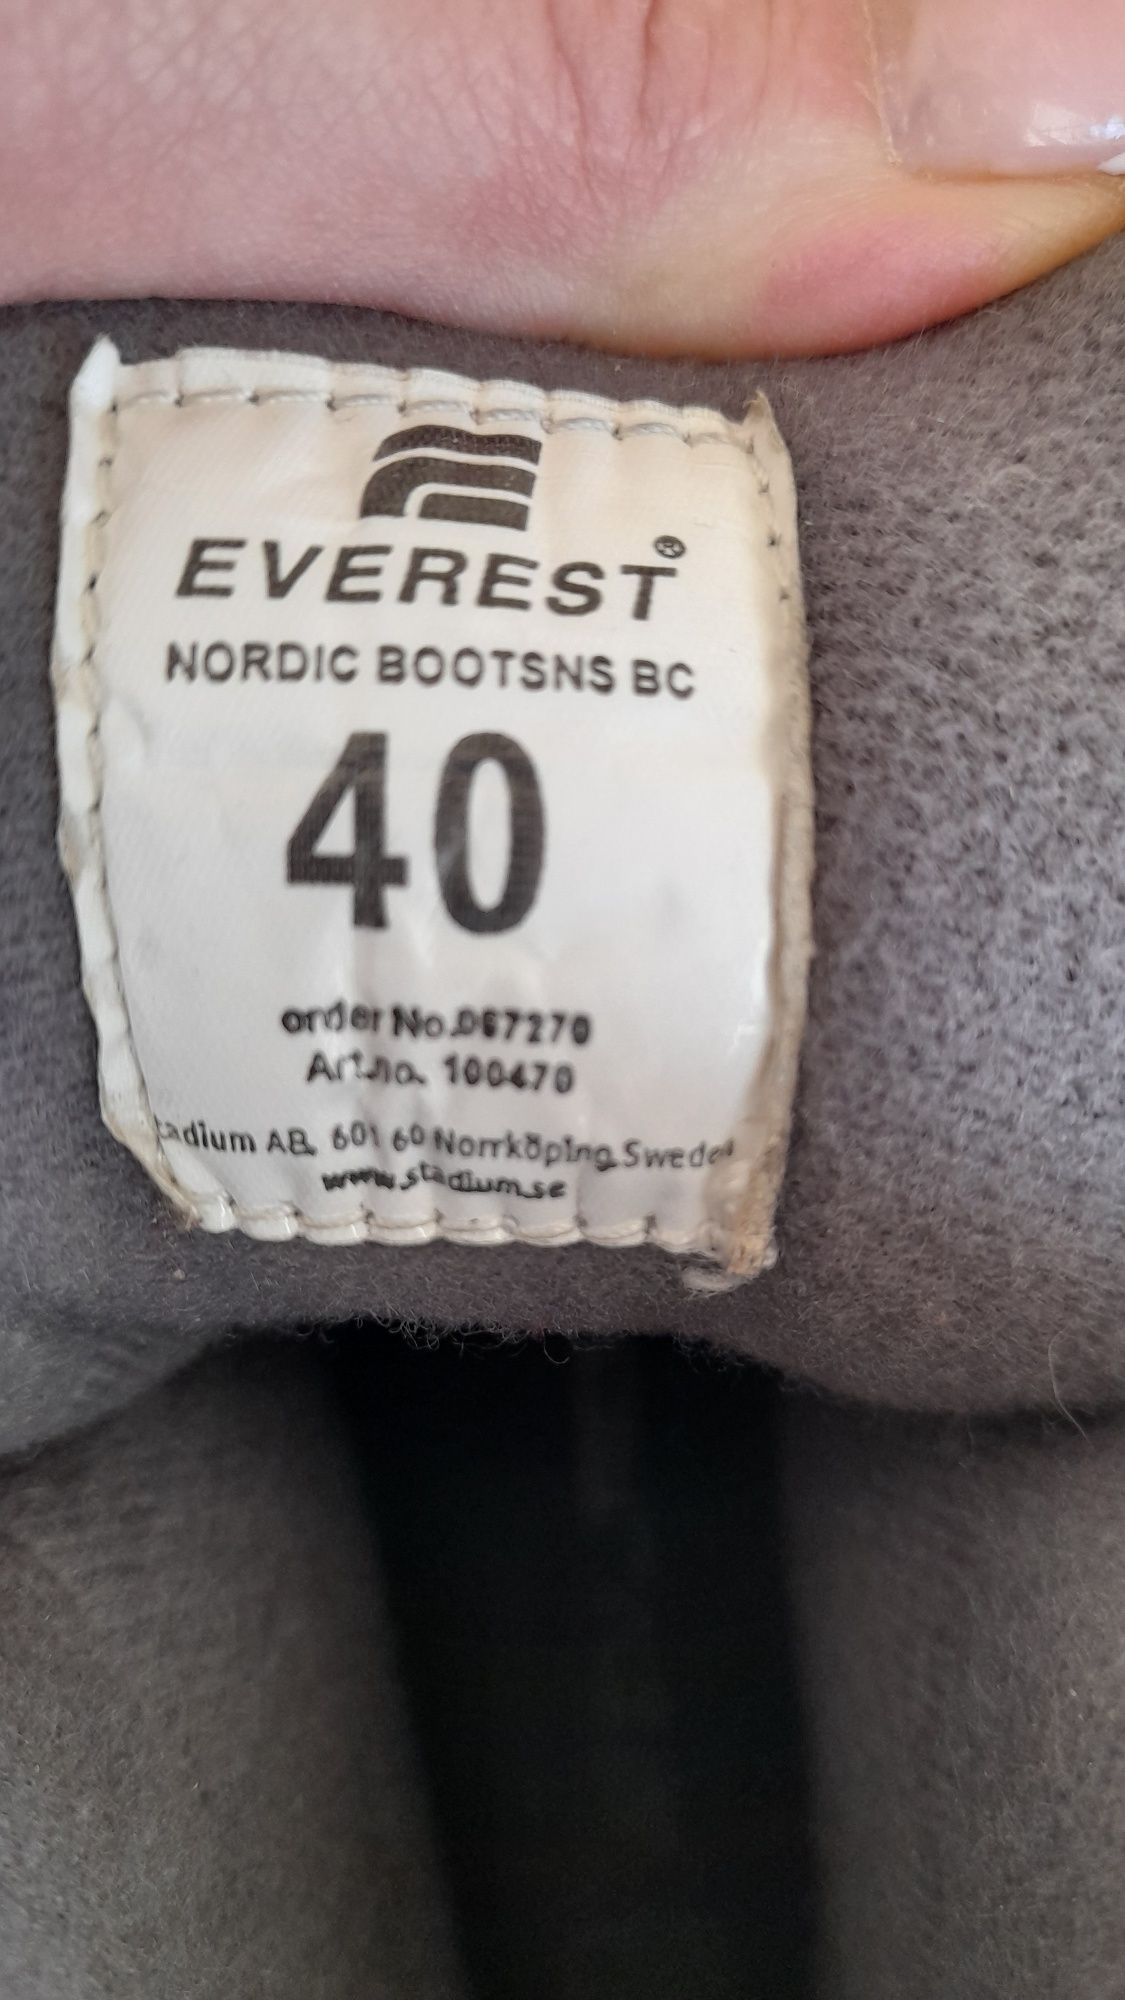 EVEREST®
NORDIC BOOTSNS BC
40
order No.067270
Art.no. 100470
tadium AB, 601 60 Norrköping, Sweden
www.stadium.se